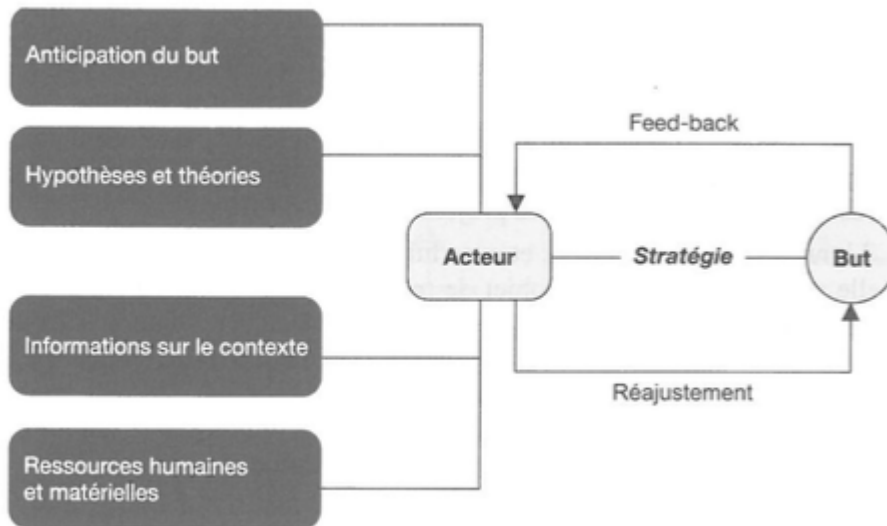 Anticipation du but
Hypothèses et théories
Informations sur le contexte
Ressources humaines
et matérielles
Feed-back
Acteur
Stratégie
But
Réajustement